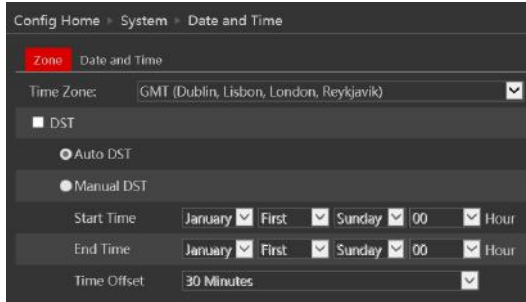 Config Home ▸ System ▸ Date and Time
Zone Date and Time
Time Zone: GMT (Dublin, Lisbon, London, Reykjavik)
DST
Auto DST
Manual DST
Start Time January First Sunday 00 Hour
End Time January First Sunday 00 Hour
Time Offset 30 Minutes